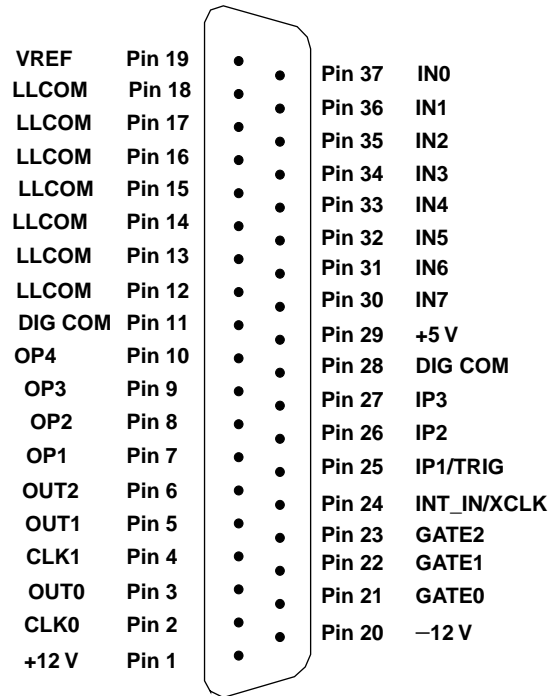 VREF Pin 19
LLCOM Pin 18
LLCOM Pin 17
LLCOM Pin 16
LLCOM Pin 15
LLCOM Pin 14
LLCOM Pin 13
LLCOM Pin 12
DIG COM Pin 11
OP4 Pin 10
OP3 Pin 9
OP2 Pin 8
OP1 Pin 7
OUT2 Pin 6
OUT1 Pin 5
CLK1 Pin 4
OUT0 Pin 3
CLK0 Pin 2
+12 V Pin 1
Pin 37 IN0
Pin 36 IN1
Pin 35 IN2
Pin 34 IN3
Pin 33 IN4
Pin 32 IN5
Pin 31 IN6
Pin 30 IN7
Pin 29 +5 V
Pin 28 DIG COM
Pin 27 IP3
Pin 26 IP2
Pin 25 IP1/TRIG
Pin 24 INT_IN/XCLK
Pin 23 GATE2
Pin 22 GATE1
Pin 21 GATE0
Pin 20 −12 V